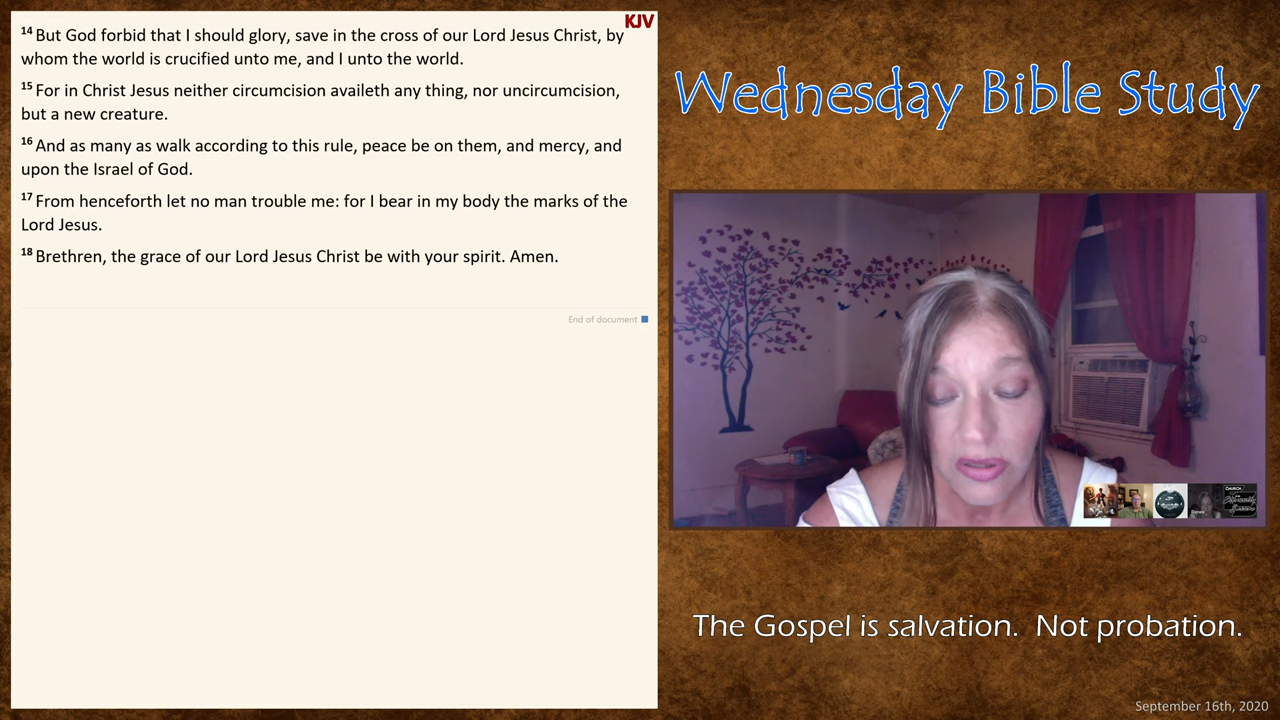 KJV
14 But God forbid that I should glory, save in the cross of our Lord Jesus Christ, by
whom the world is crucified unto me, and I unto the world.
15 For in Christ Jesus neither circumcision availeth any thing, nor uncircumcision,
but a new creature.
16 And as many as walk according to this rule, peace be on them, and mercy, and
upon the Israel of God.
17 From henceforth let no man trouble me: for I bear in my body the marks of the
Lord Jesus.
18 Brethren, the grace of our Lord Jesus Christ be with your spirit. Amen.
End of document
Wednesday Bible Study
The Gospel is salvation. Not probation.
September 16th, 2020